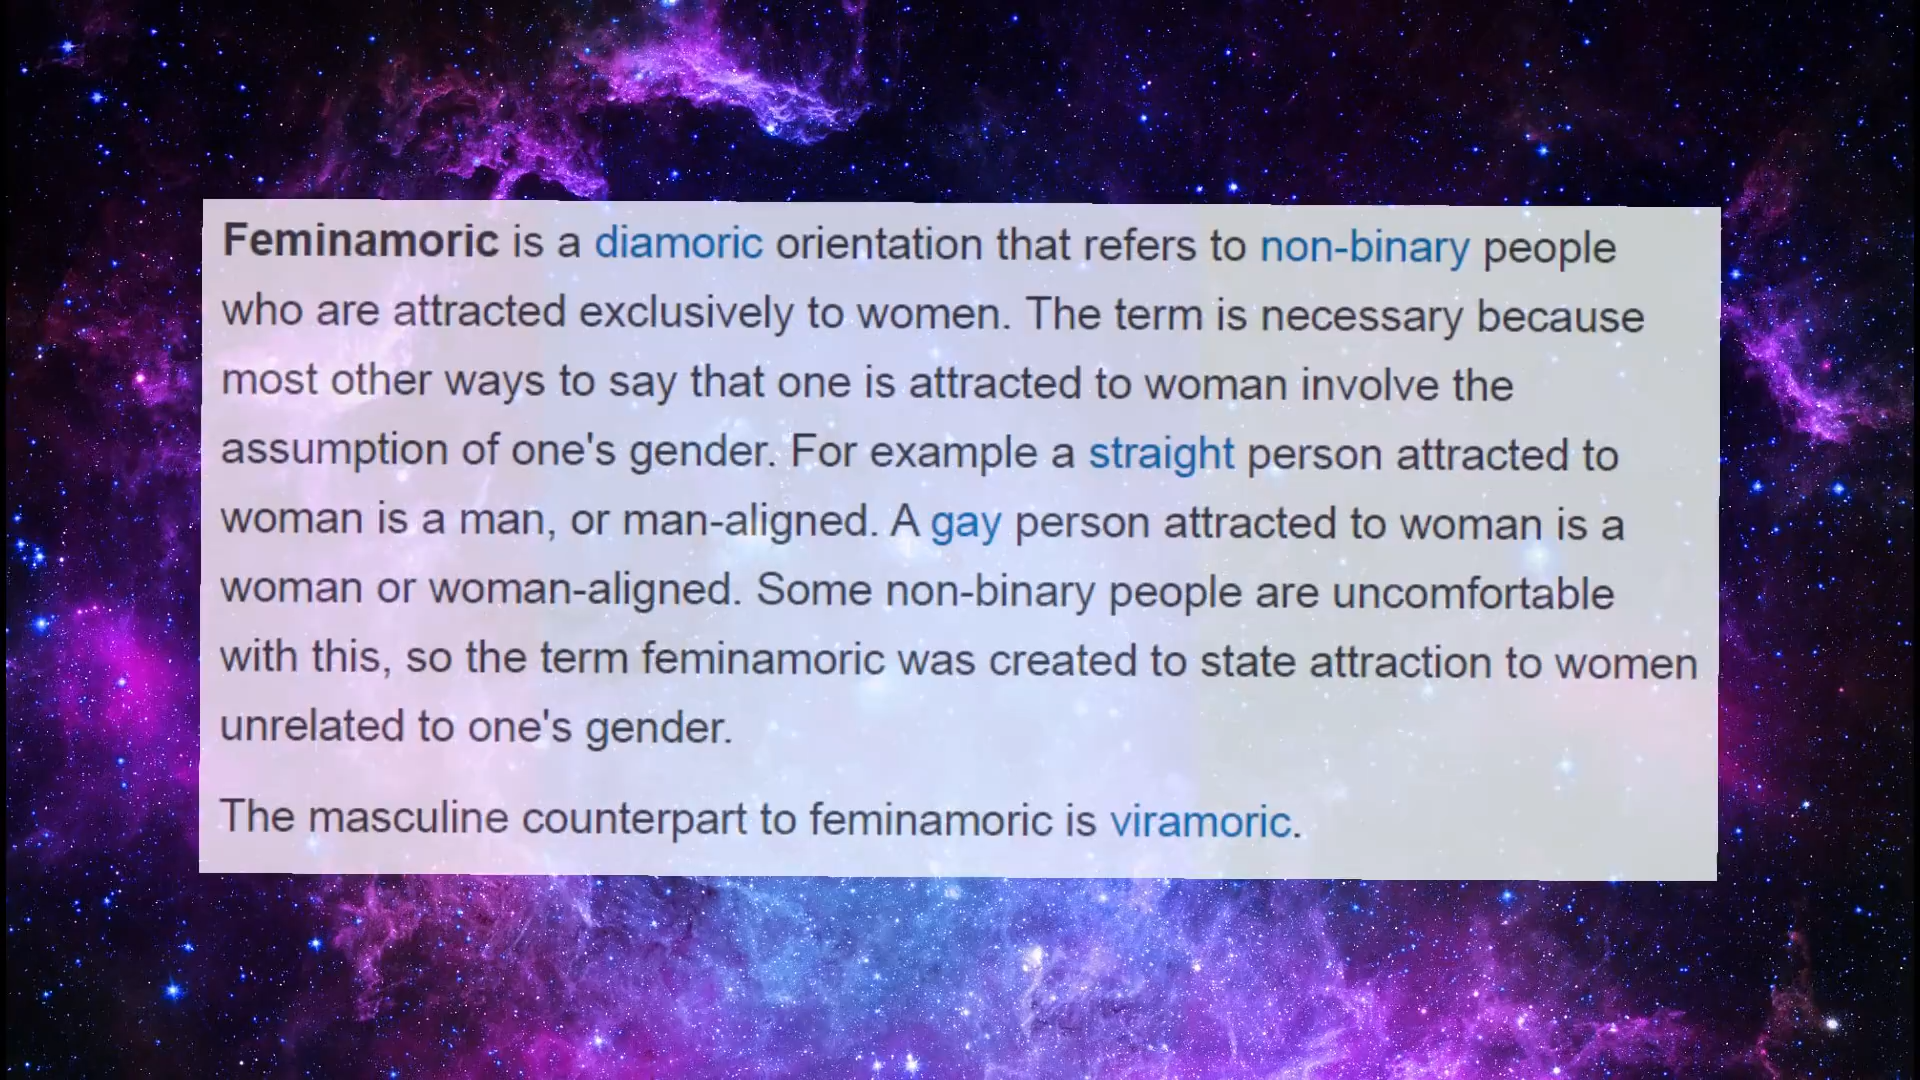 Feminamoric is a diamoric orientation that refers to non-binary people
who are attracted exclusively to women. The term is necessary because
most other ways to say that one is attracted to woman involve the
assumption of one's gender. For example a straight person attracted to
woman is a man, or man-aligned. A gay person attracted to woman is a
woman or woman-aligned. Some non-binary people are uncomfortable
with this, so the term feminamoric was created to state attraction to women
unrelated to one's gender.
The masculine counterpart to feminamoric is viramoric.